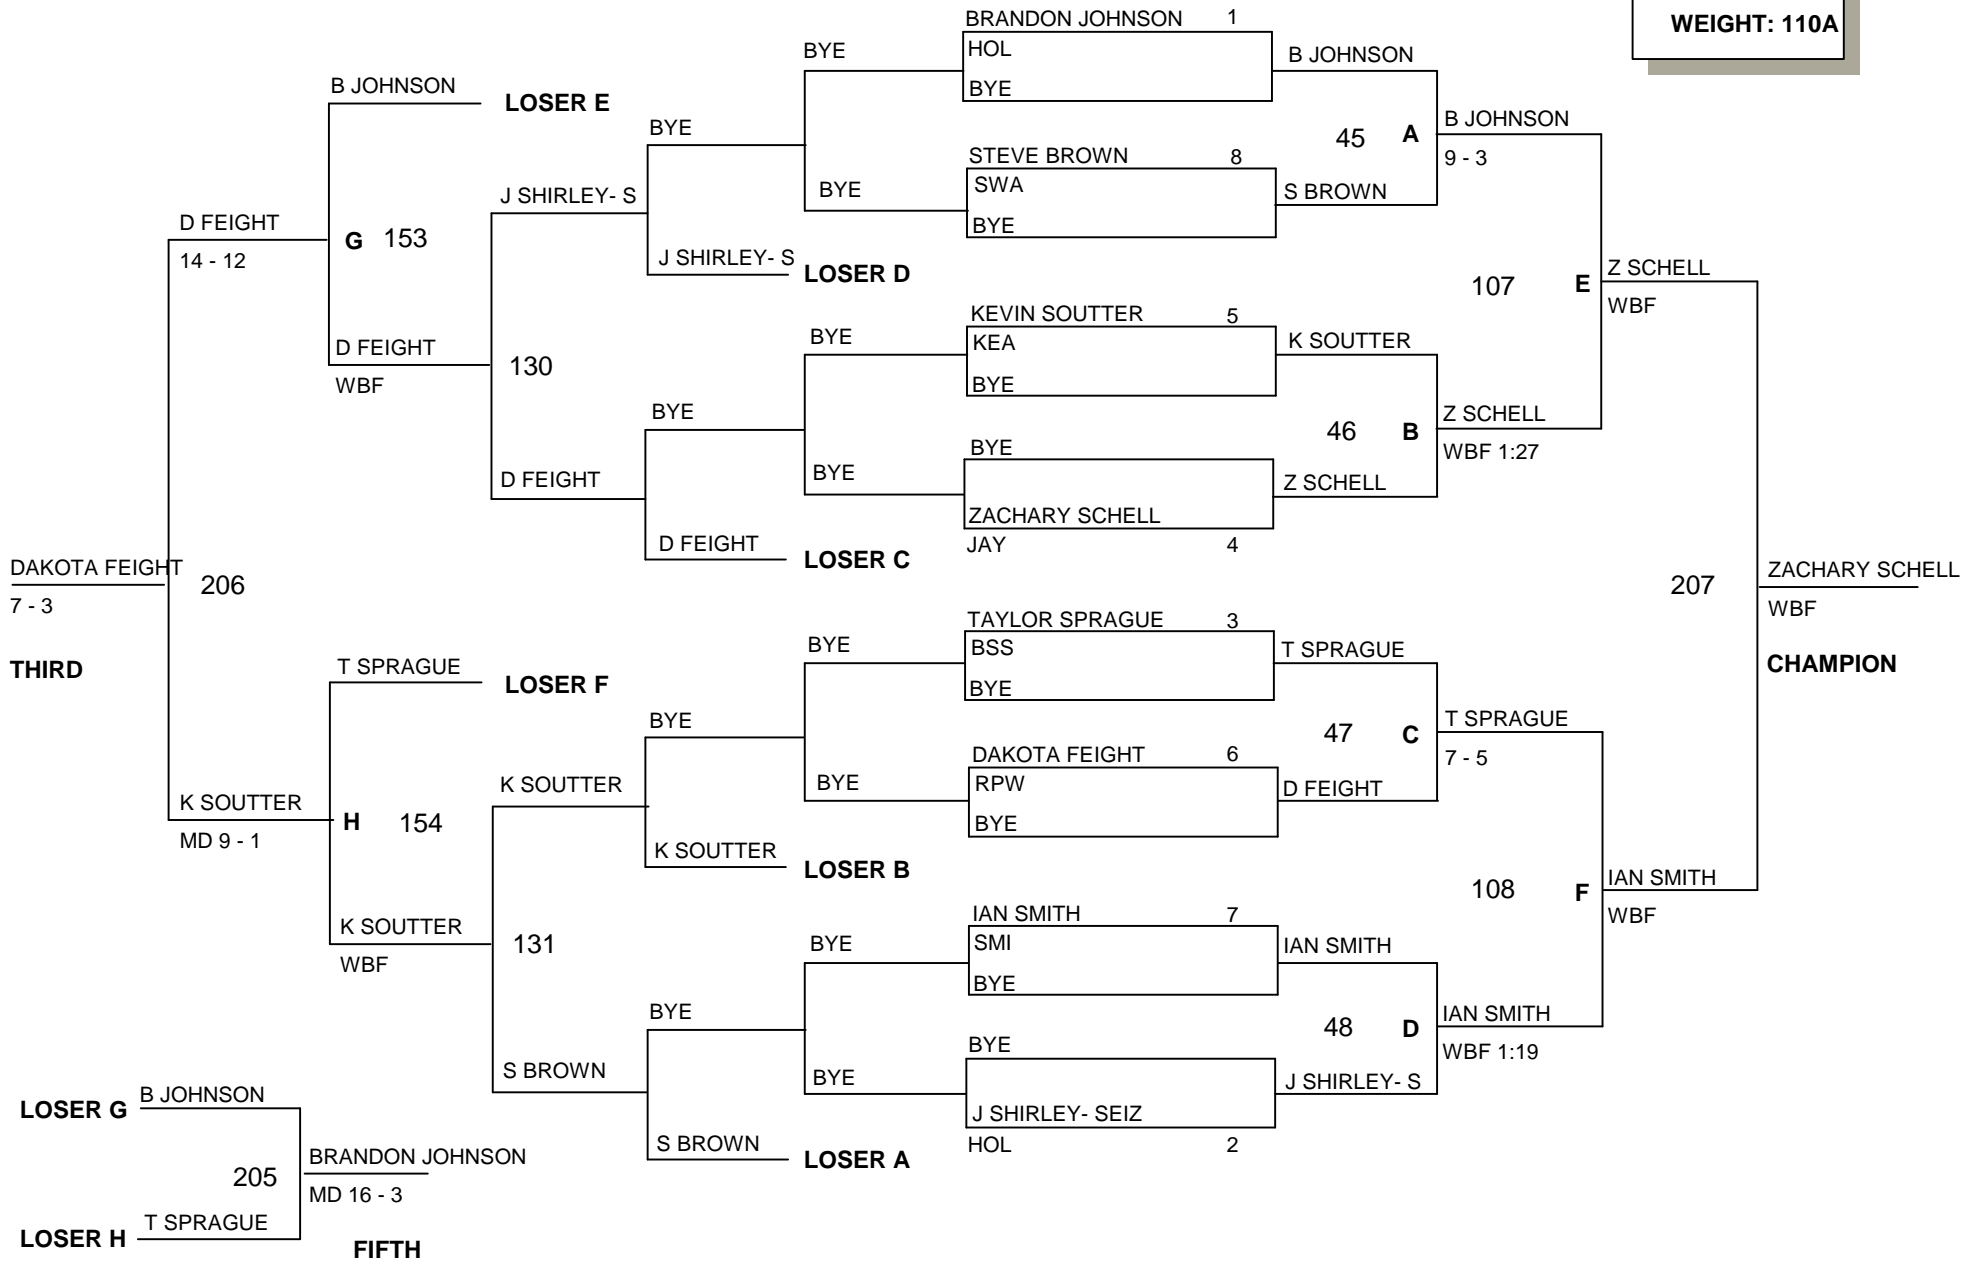 WEIGHT: 110A
BRANDON JOHNSON 1
HOL
BYE
B JOHNSON
BYE
B JOHNSON
LOSER E
BYE
45 A
B JOHNSON
9 - 3
STEVE BROWN 8
SWA
BYE
S BROWN
BYE
J SHIRLEY- S
D FEIGHT
14 - 12
G 153
J SHIRLEY- S
LOSER D
107 E
Z SCHELL
WBF
KEVIN SOUTTER 5
KEA
BYE
K SOUTTER
BYE
D FEIGHT
WBF
130
BYE
46 B
Z SCHELL
WBF 1:27
BYE
BYE
ZACHARY SCHELL
JAY 4
Z SCHELL
D FEIGHT
D FEIGHT
LOSER C
DAKOTA FEIGHT
7 - 3
THIRD
206
207
ZACHARY SCHELL
WBF
CHAMPION
TAYLOR SPRAGUE 3
BSS
BYE
T SPRAGUE
BYE
T SPRAGUE
LOSER F
BYE
47 C
T SPRAGUE
7 - 5
DAKOTA FEIGHT 6
RPW
BYE
D FEIGHT
BYE
K SOUTTER
K SOUTTER
MD 9 - 1
H 154
K SOUTTER
LOSER B
108 F
IAN SMITH
WBF
IAN SMITH 7
SMI
BYE
IAN SMITH
BYE
K SOUTTER
WBF
131
BYE
48 D
IAN SMITH
WBF 1:19
BYE
BYE
J SHIRLEY- SEIZ
HOL 2
J SHIRLEY- S
S BROWN
S BROWN
LOSER A
LOSER G B JOHNSON
205
BRANDON JOHNSON
MD 16 - 3
LOSER H T SPRAGUE
FIFTH